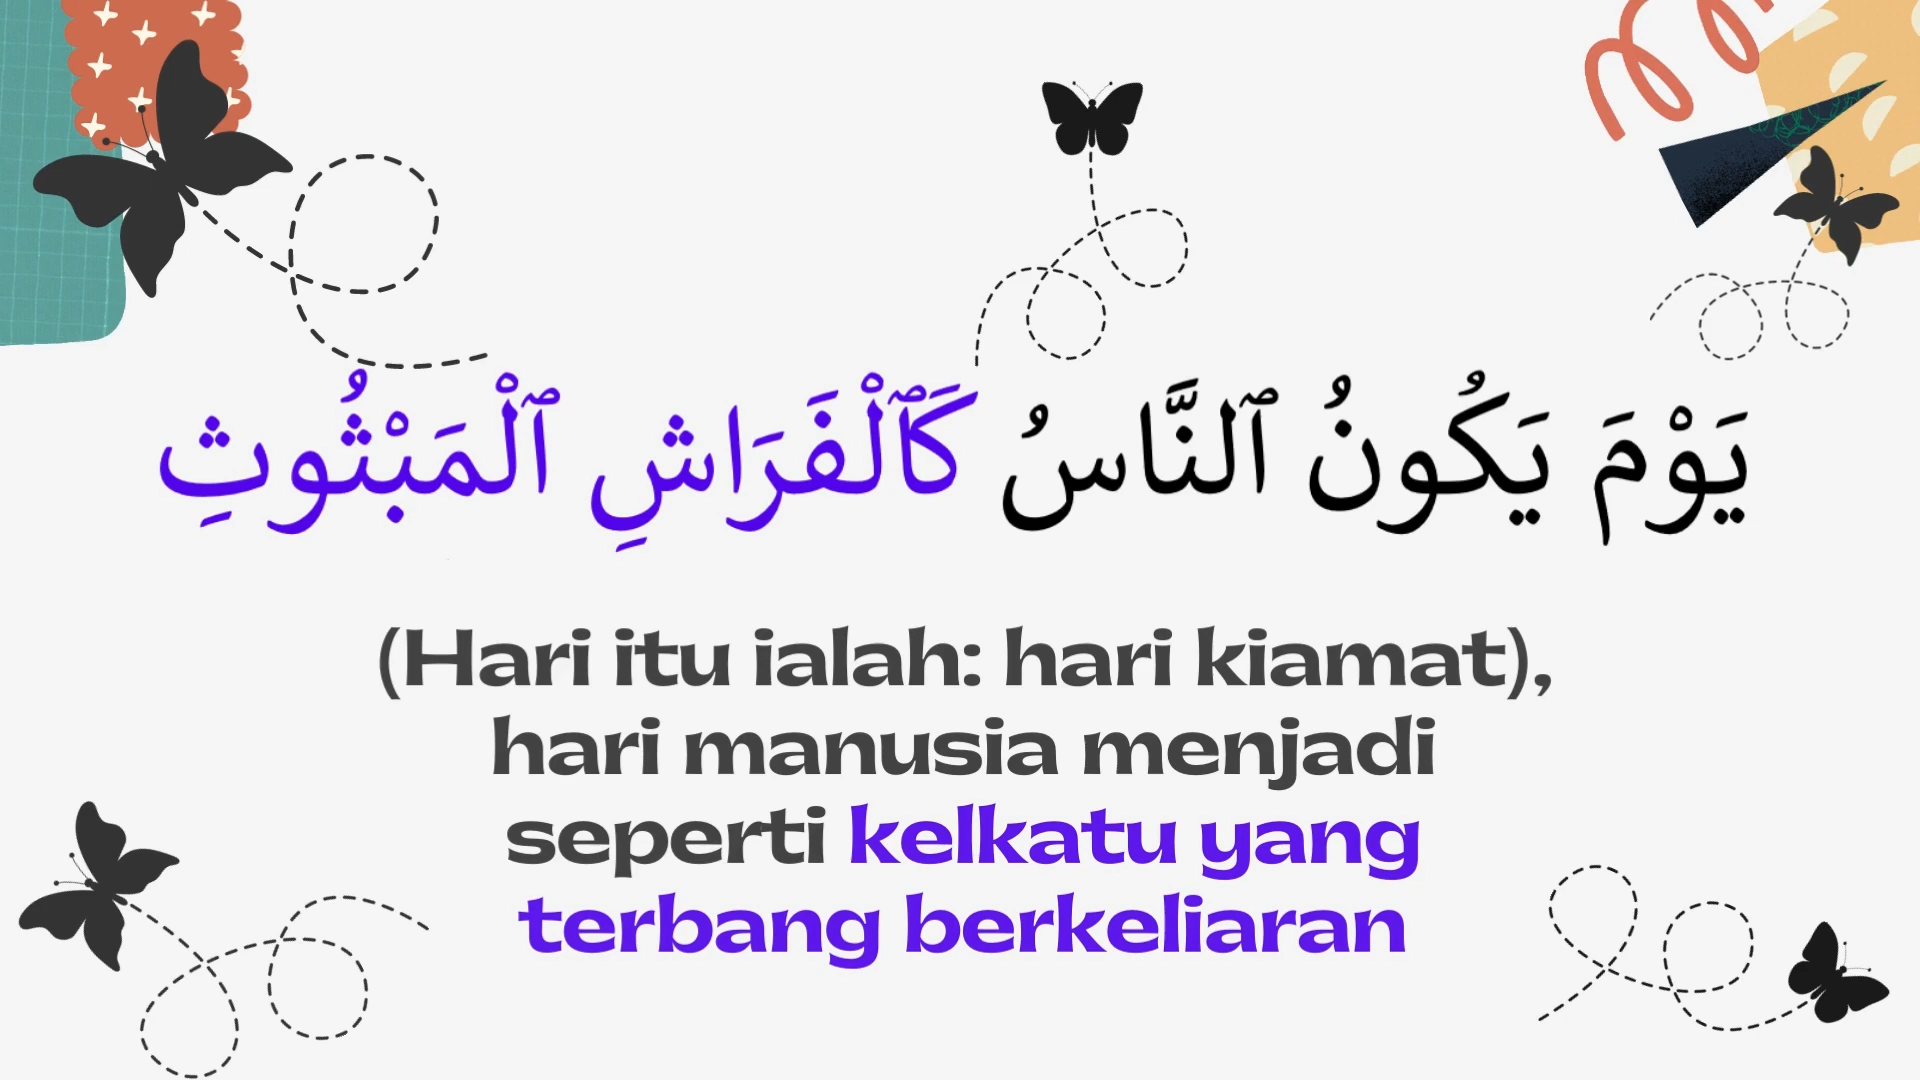 يَوْمَ يَكُونُ ٱلنَّاسُ كَٱلْفَرَاشِ ٱلْمَبْثُوثِ
(Hari itu ialah: hari kiamat),
hari manusia menjadi
seperti kelkatu yang
terbang berkeliaran